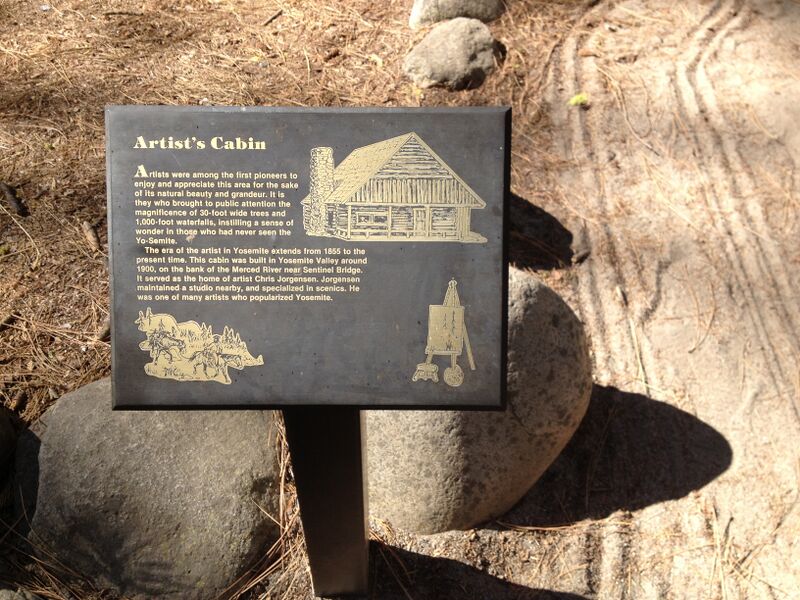 Artist's Cabin
Artists were among the first pioneers to
enjoy and appreciate this area for the sake
of its natural beauty and grandeur. It is
they who brought to public attention the
magnificence of 30-foot wide trees and
1,000-foot waterfalls, instilling a sense of
wonder in those who had never seen the
Yo-Semite.
The era of the artist in Yosemite extends from 1855 to the
present time. This cabin was built in Yosemite Valley around
1900, on the bank of the Merced River near Sentinel Bridge.
It served as the home of artist Chris Jorgensen. Jorgensen
maintained a studio nearby, and specialized in scenics. He
was one of many artists who popularized Yosemite.